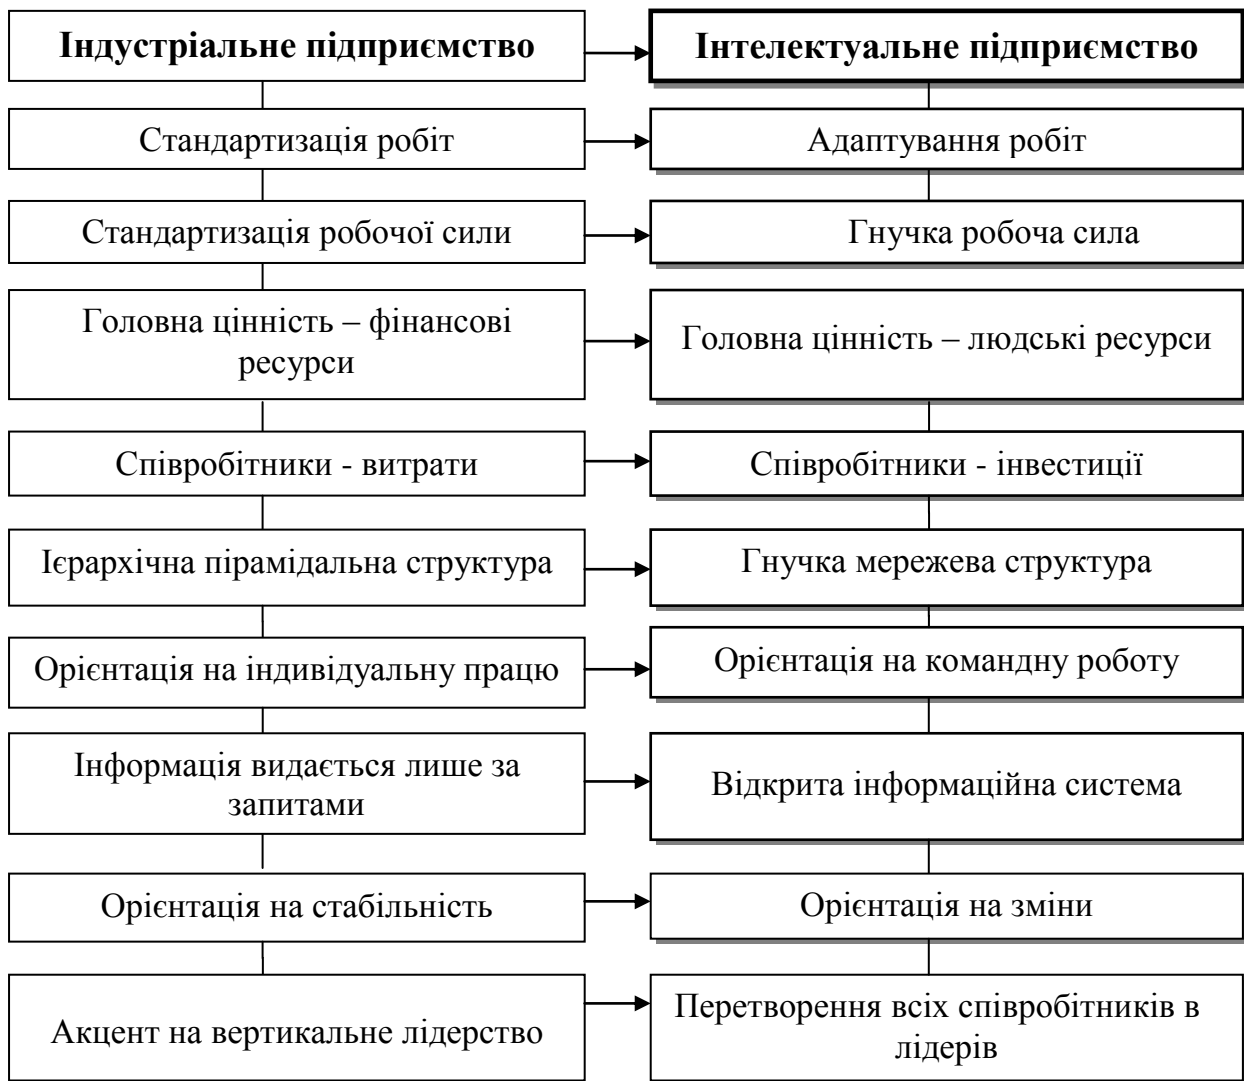 Індустріальне підприємство
Інтелектуальне підприємство
Стандартизація робіт
Адаптування робіт
Стандартизація робочої сили
Гнучка робоча сила
Головна цінність – фінансові
ресурси
Головна цінність – людські ресурси
Співробітники - витрати
Співробітники - інвестиції
Ієрархічна пірамідальна структура
Гнучка мережева структура
Орієнтація на індивідуальну працю
Орієнтація на командну роботу
Інформація видається лише за
запитами
Відкрита інформаційна система
Орієнтація на стабільність
Орієнтація на зміни
Акцент на вертикальне лідерство
Перетворення всіх співробітників в
лідерів